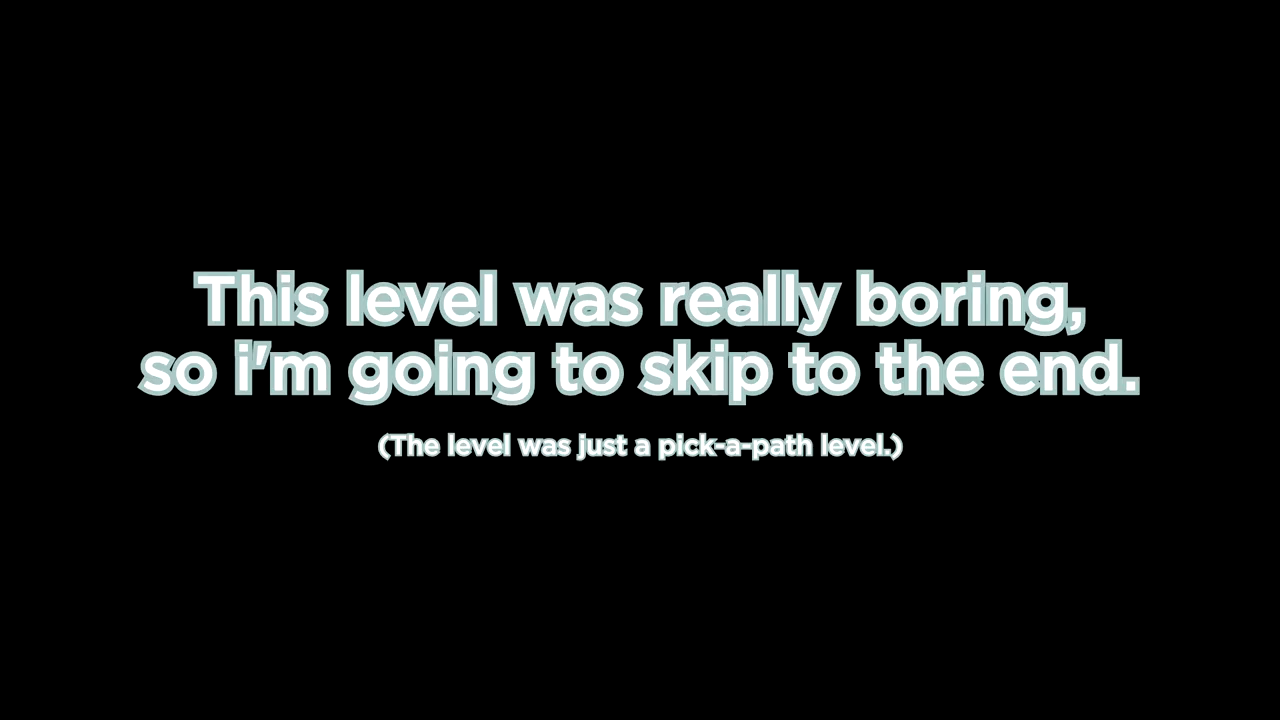 This level was really boring,
so i'm going to skip to the end.
(The level was just a pick-a-path level.)